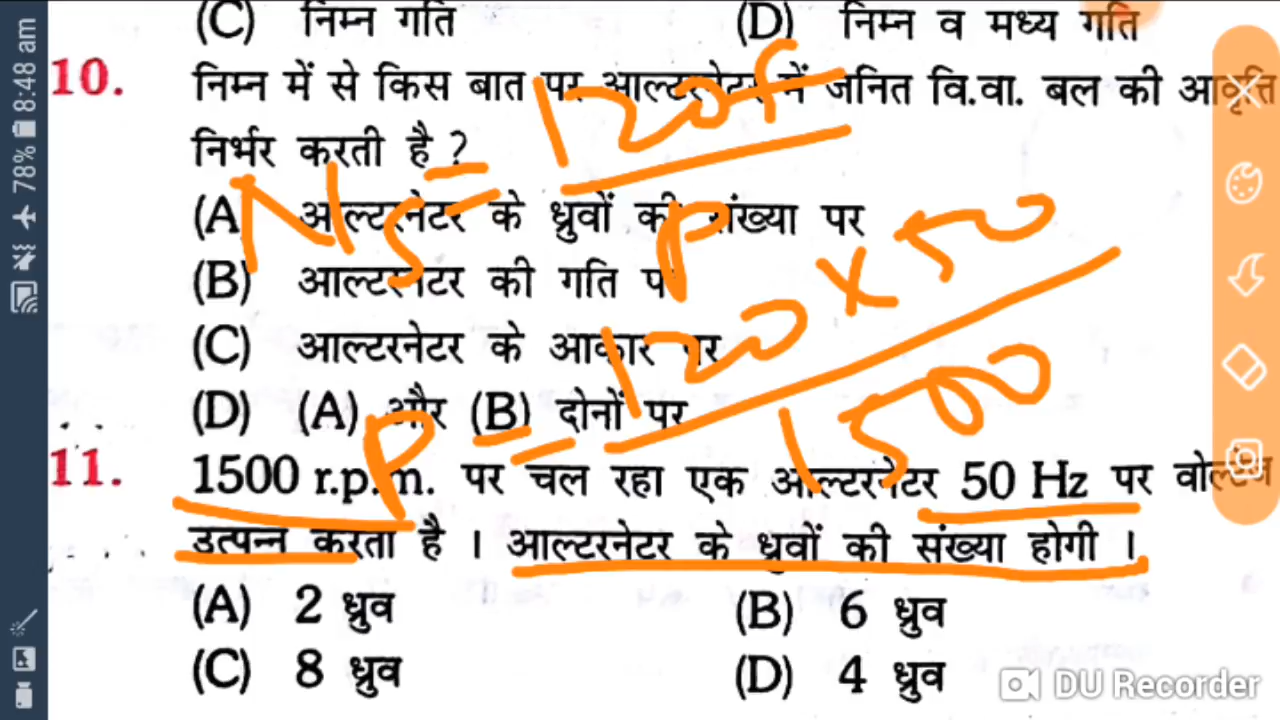 (C) निम्न गति (D) निम्न व मध्य गति
10. निम्न में से किस बात पर आल्टरनेटर में जनित वि.वा. बल की आवृत्ति
निर्भर करती है ?
(A) आल्टरनेटर के ध्रुवों की संख्या पर
(B) आल्टरनेटर की गति पर
(C) आल्टरनेटर के आकार पर
(D) (A) और (B) दोनों पर
11. 1500 r.p.m. पर चल रहा एक आल्टरनेटर 50 Hz पर वोल्टेज
उत्पन्न करता है । आल्टरनेटर के ध्रुवों की संख्या होगी ।
(A) 2 ध्रुव (B) 6 ध्रुव
(C) 8 ध्रुव (D) 4 ध्रुव
Ns = 120f
P
P = 120 x 50
1500
78% 8:48 am
DU Recorder